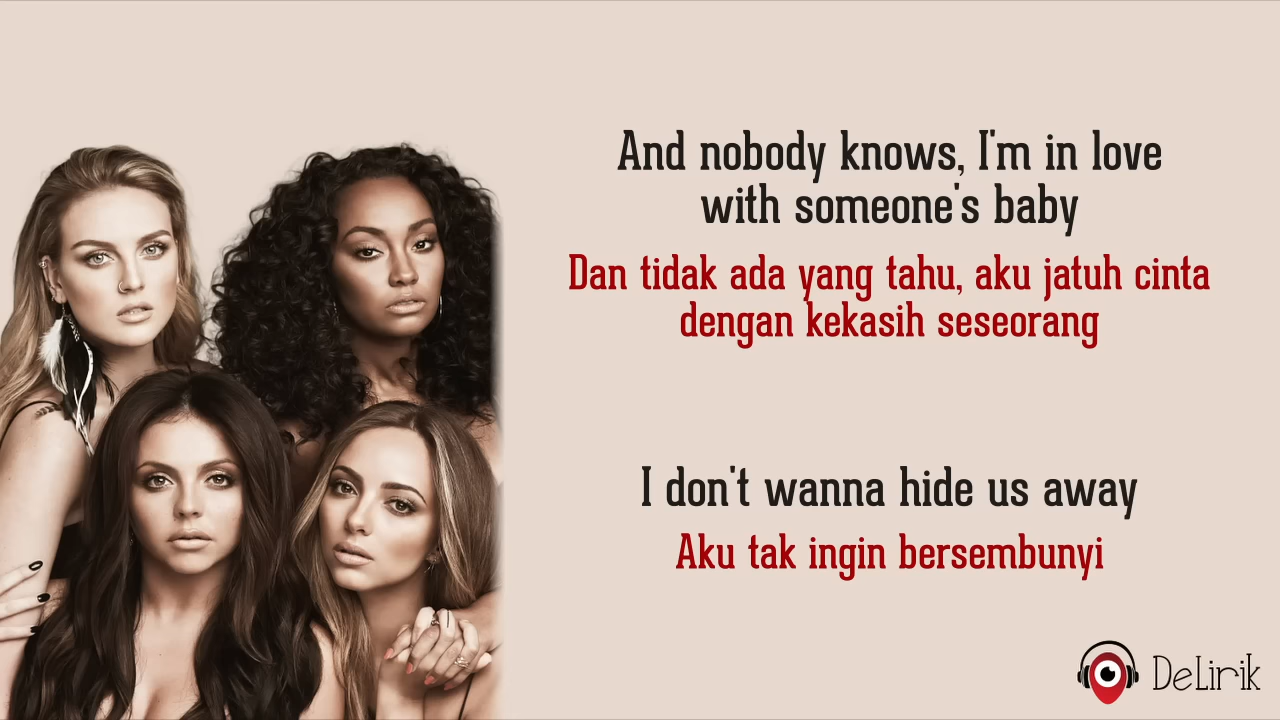 And nobody knows, I'm in love
with someone's baby
Dan tidak ada yang tahu, aku jatuh cinta
dengan kekasih seseorang
I don't wanna hide us away
Aku tak ingin bersembunyi
DeLirik